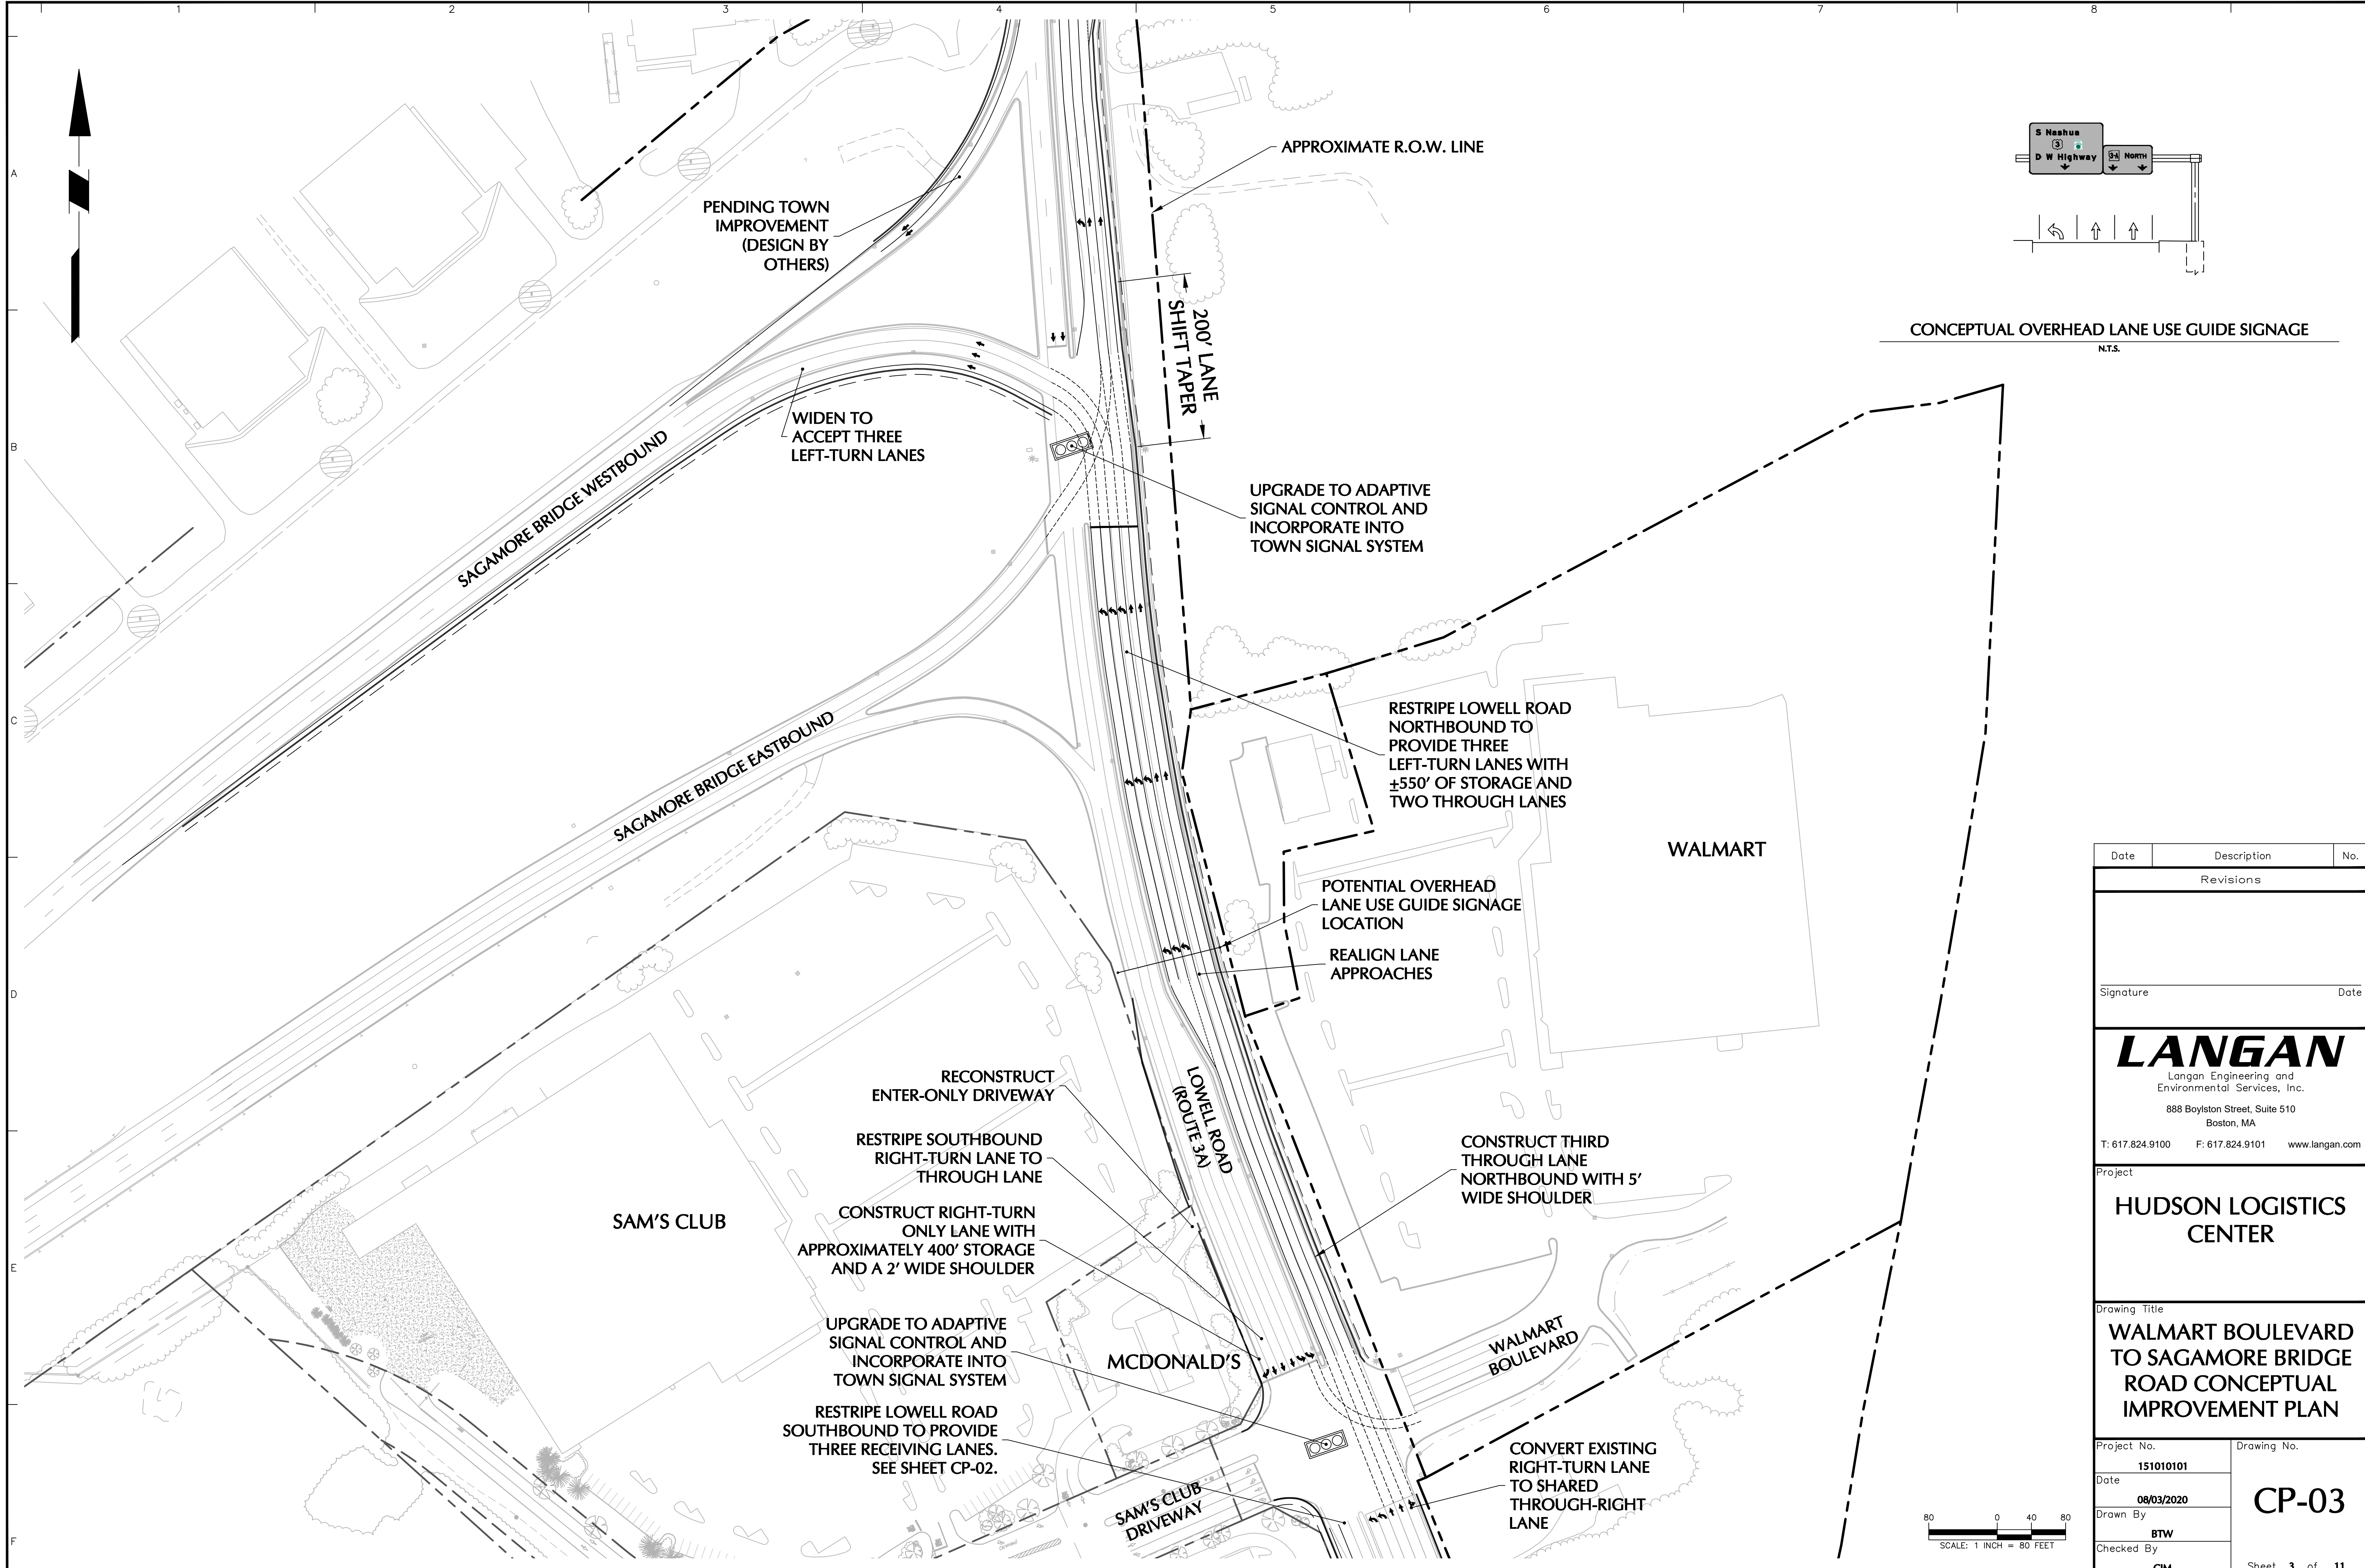 1 2 3 4 5 6 7 8
A
B
C
D
E
F
APPROXIMATE R.O.W. LINE
PENDING TOWN
IMPROVEMENT
(DESIGN BY
OTHERS)
200' LANE
SHIFT TAPER
S Nashua
3
D W Highway
3-A NORTH
CONCEPTUAL OVERHEAD LANE USE GUIDE SIGNAGE
N.T.S.
WIDEN TO
ACCEPT THREE
LEFT-TURN LANES
SAGAMORE BRIDGE WESTBOUND
UPGRADE TO ADAPTIVE
SIGNAL CONTROL AND
INCORPORATE INTO
TOWN SIGNAL SYSTEM
SAGAMORE BRIDGE EASTBOUND
RESTRIPE LOWELL ROAD
NORTHBOUND TO
PROVIDE THREE
LEFT-TURN LANES WITH
±550' OF STORAGE AND
TWO THROUGH LANES
WALMART
POTENTIAL OVERHEAD
LANE USE GUIDE SIGNAGE
LOCATION
REALIGN LANE
APPROACHES
LOWELL ROAD
(ROUTE 3A)
RECONSTRUCT
ENTER-ONLY DRIVEWAY
RESTRIPE SOUTHBOUND
RIGHT-TURN LANE TO
THROUGH LANE
CONSTRUCT RIGHT-TURN
ONLY LANE WITH
APPROXIMATELY 400' STORAGE
AND A 2' WIDE SHOULDER
UPGRADE TO ADAPTIVE
SIGNAL CONTROL AND
INCORPORATE INTO
TOWN SIGNAL SYSTEM
RESTRIPE LOWELL ROAD
SOUTHBOUND TO PROVIDE
THREE RECEIVING LANES.
SEE SHEET CP-02.
SAM'S CLUB
MCDONALD'S
SAM'S CLUB
DRIVEWAY
CONSTRUCT THIRD
THROUGH LANE
NORTHBOUND WITH 5'
WIDE SHOULDER
WALMART
BOULEVARD
CONVERT EXISTING
RIGHT-TURN LANE
TO SHARED
THROUGH-RIGHT
LANE
80 0 40 80
SCALE: 1 INCH = 80 FEET
Date Description No.
Revisions
Signature Date
LANGAN
Langan Engineering and
Environmental Services, Inc.
888 Boylston Street, Suite 510
Boston, MA
T: 617.824.9100 F: 617.824.9101 www.langan.com
Project
HUDSON LOGISTICS
CENTER
Drawing Title
WALMART BOULEVARD
TO SAGAMORE BRIDGE
ROAD CONCEPTUAL
IMPROVEMENT PLAN
Project No.
151010101
Date
08/03/2020
Drawn By
BTW
Checked By
Drawing No.
CP-03
Sheet 3 of 11